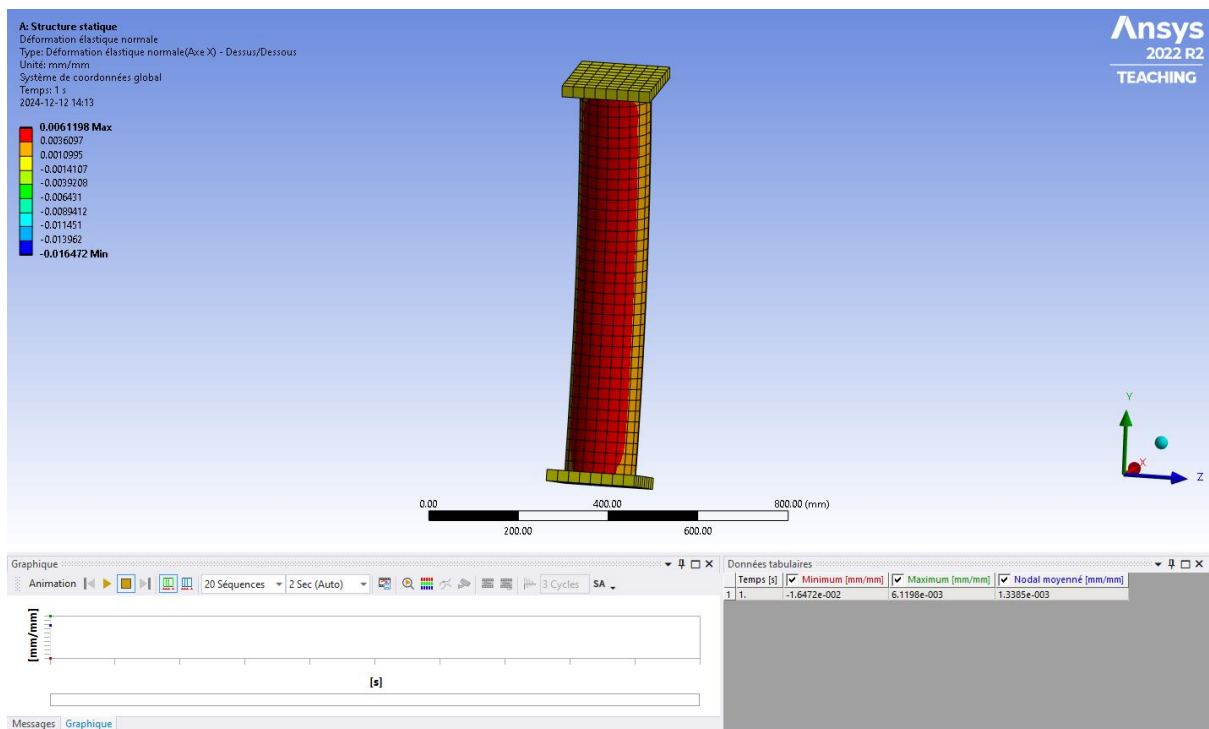 A: Structure statique
Déformation élastique normale
Type: Déformation élastique normale(Axe X) - Dessus/Dessous
Unité: mm/mm
Système de coordonnées global
Temps: 1 s
2024-12-12 14:13
0.0061198 Max
0.0036097
0.0010995
-0.0014107
-0.0039208
-0.006431
-0.0089412
-0.011451
-0.013962
-0.016472 Min
Ansys
2022 R2
TEACHING
Y
X
Z
0.00 400.00 800.00 (mm)
200.00 600.00
Graphique
Animation 20 Séquences 2 Sec (Auto) 3 Cycles SA
[mm/mm]
[s]
Messages Graphique
Données tabulaires
Temps [s] Minimum [mm/mm] Maximum [mm/mm] Nodal moyenné [mm/mm]
1 1. -1.6472e-002 6.1198e-003 1.3385e-003